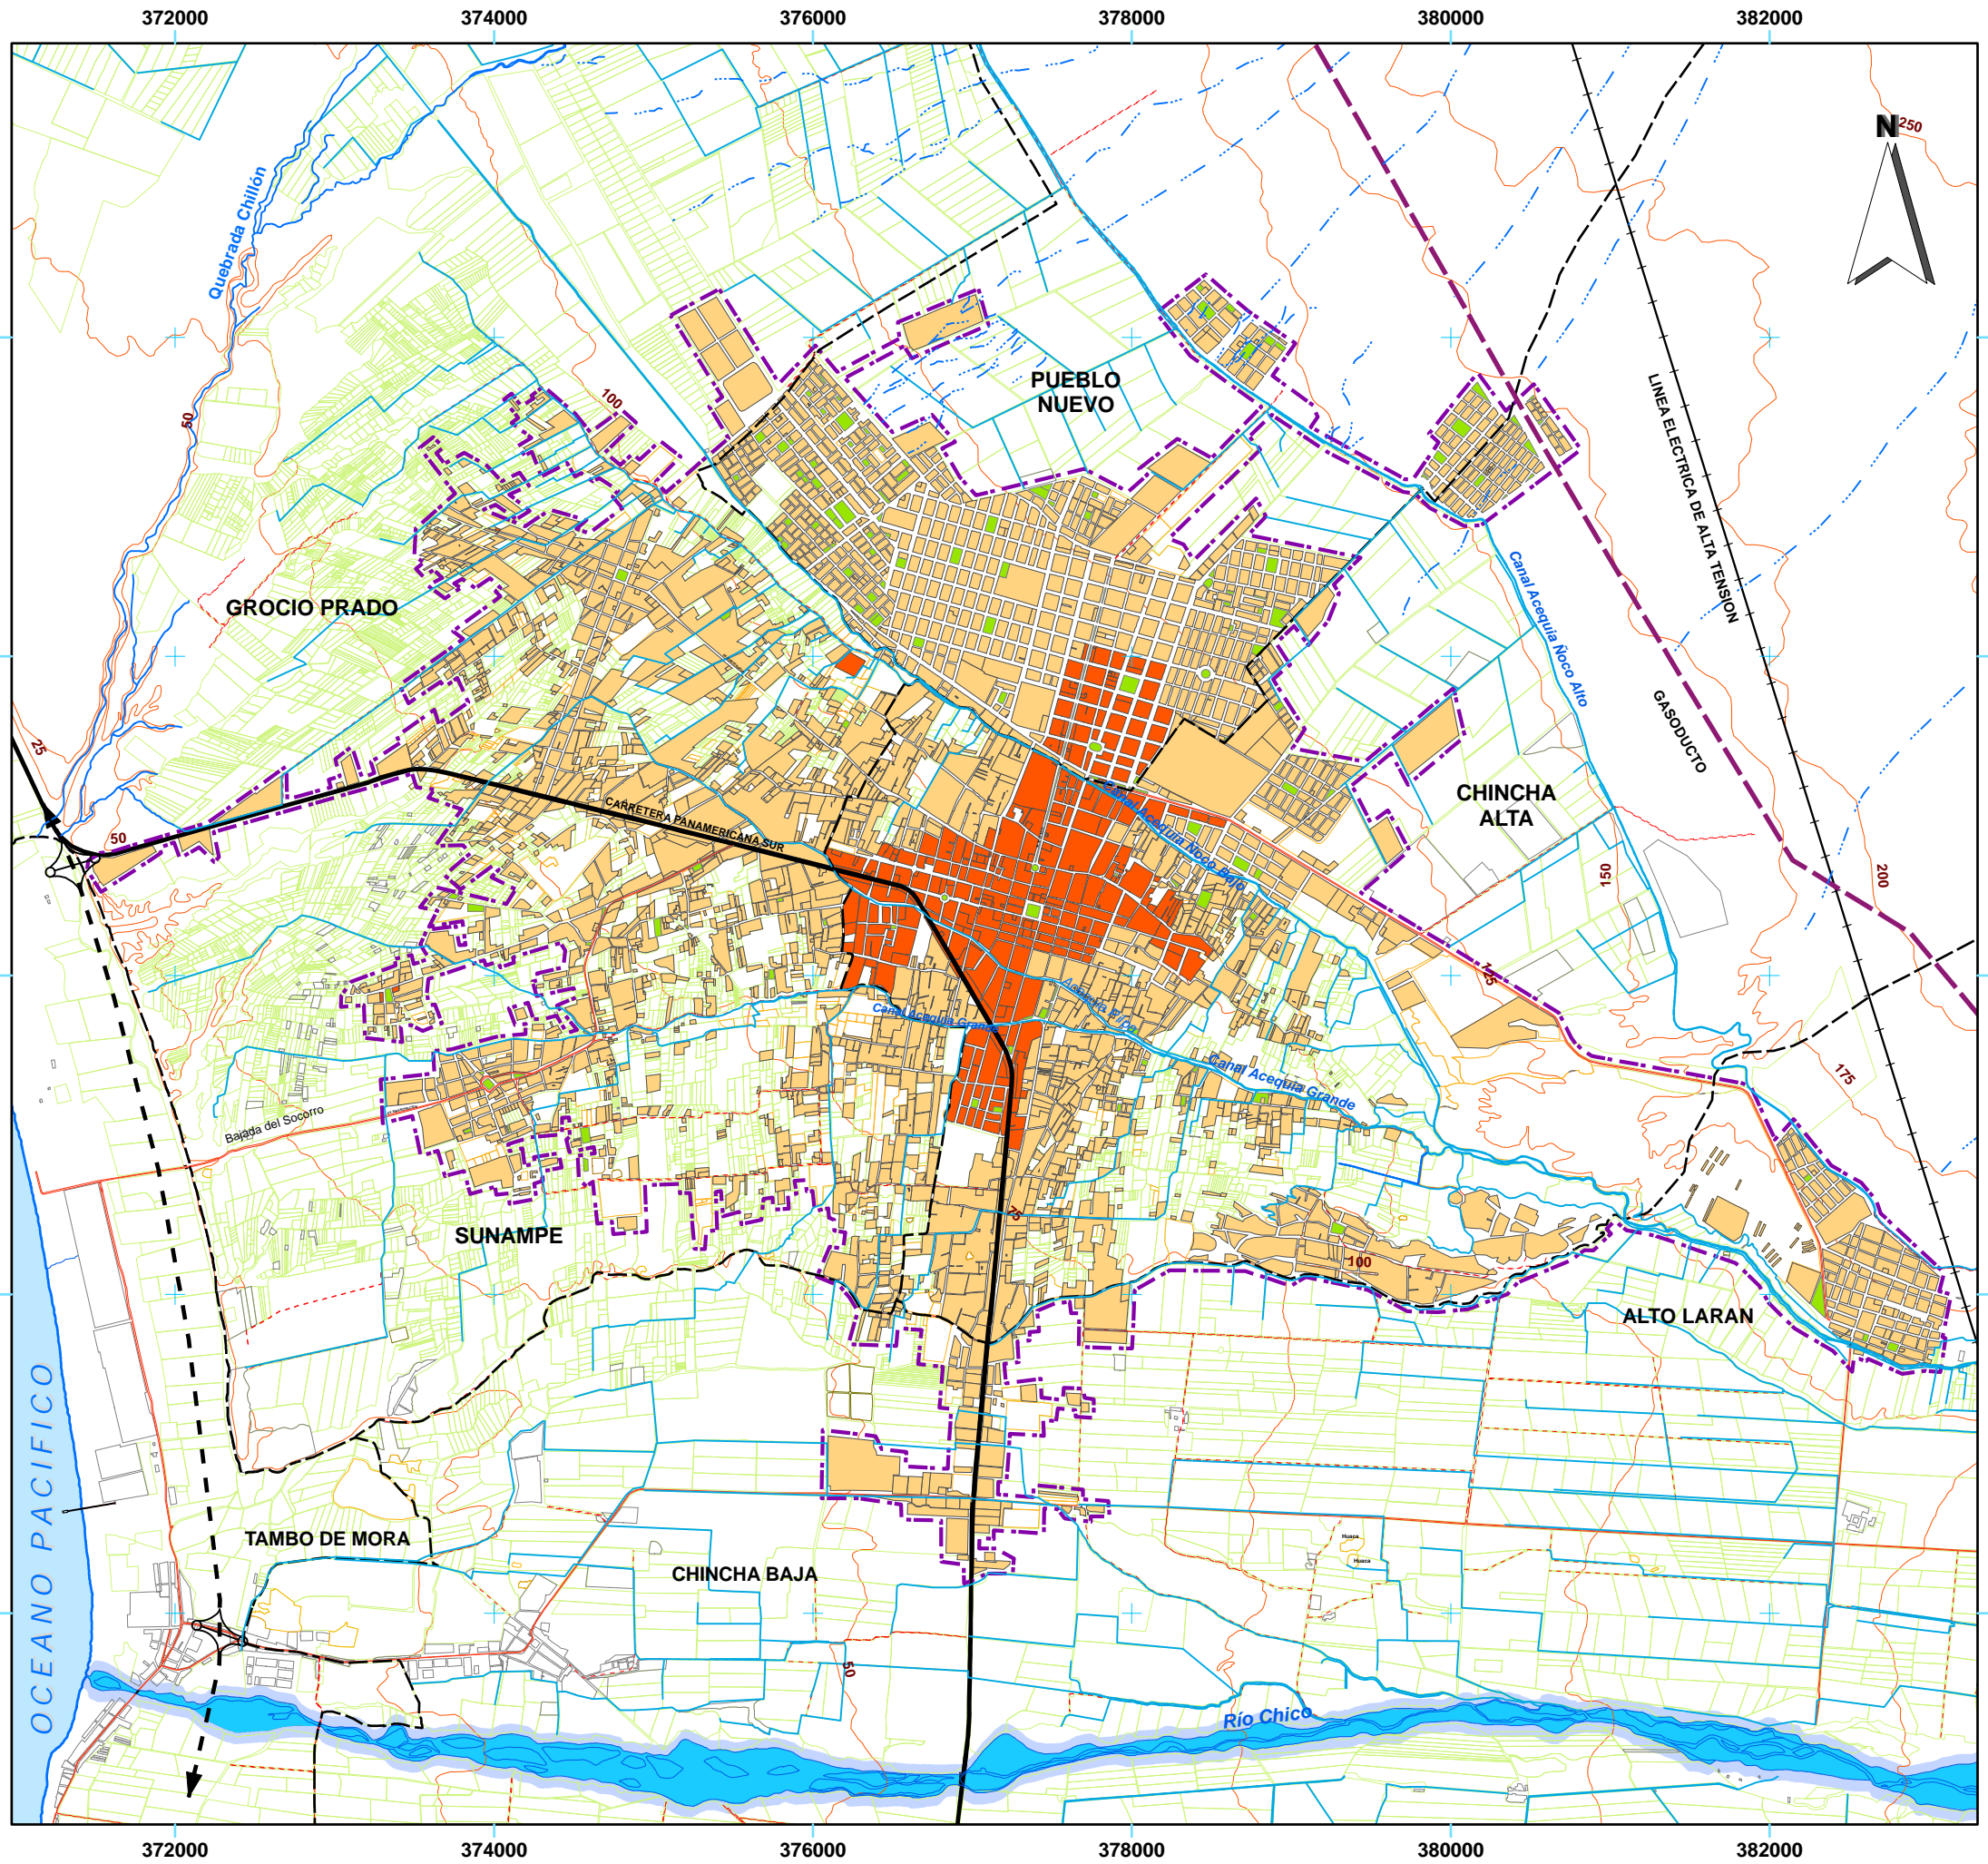 372000 374000 376000 378000 380000 382000
N
250
Quebrada Chillón
50
100
PUEBLO
NUEVO
LINEA ELECTRICA DE ALTA TENSION
GROCIO PRADO
Canal Acequia Ñoco Alto
GASODUCTO
25
CHINCHA
ALTA
CARRETERA PANAMERICANA SUR
Canal Acequia Ñoco Bajo
50
150
200
125
Acequia Pilpa
Canal Acequia Grande
Canal Acequia Grande
175
Bajada del Socorro
75
SUNAMPE
100
ALTO LARAN
OCEANO PACIFICO
TAMBO DE MORA
Huaca
Huaca
CHINCHA BAJA
50
Río Chico
372000 374000 376000 378000 380000 382000